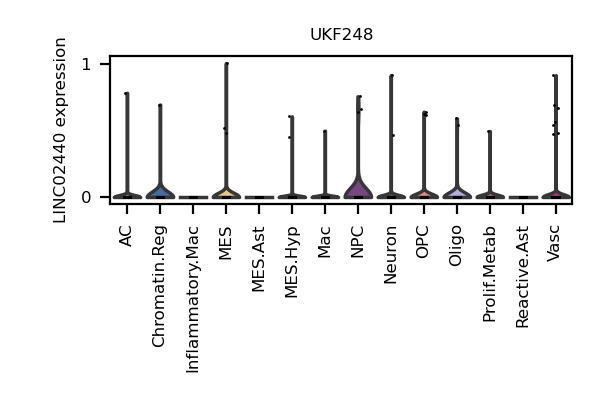 UKF248
LINC02440 expression
1
0
AC
Chromatin.Reg
Inflammatory.Mac
MES
MES.Ast
MES.Hyp
Mac
NPC
Neuron
OPC
Oligo
Prolif.Metab
Reactive.Ast
Vasc